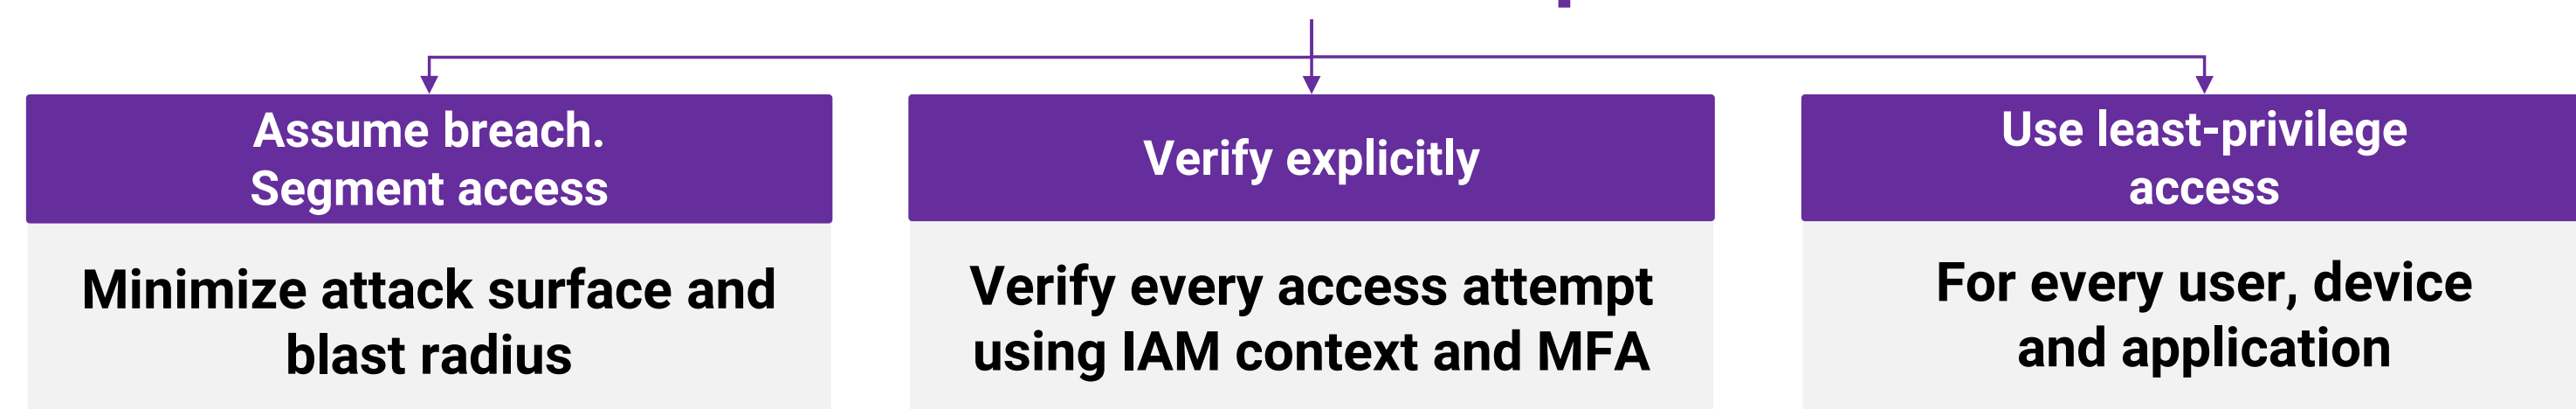 Assume breach.
Segment access
Minimize attack surface and
blast radius
Verify explicitly
Verify every access attempt
using IAM context and MFA
Use least-privilege
access
For every user, device
and application